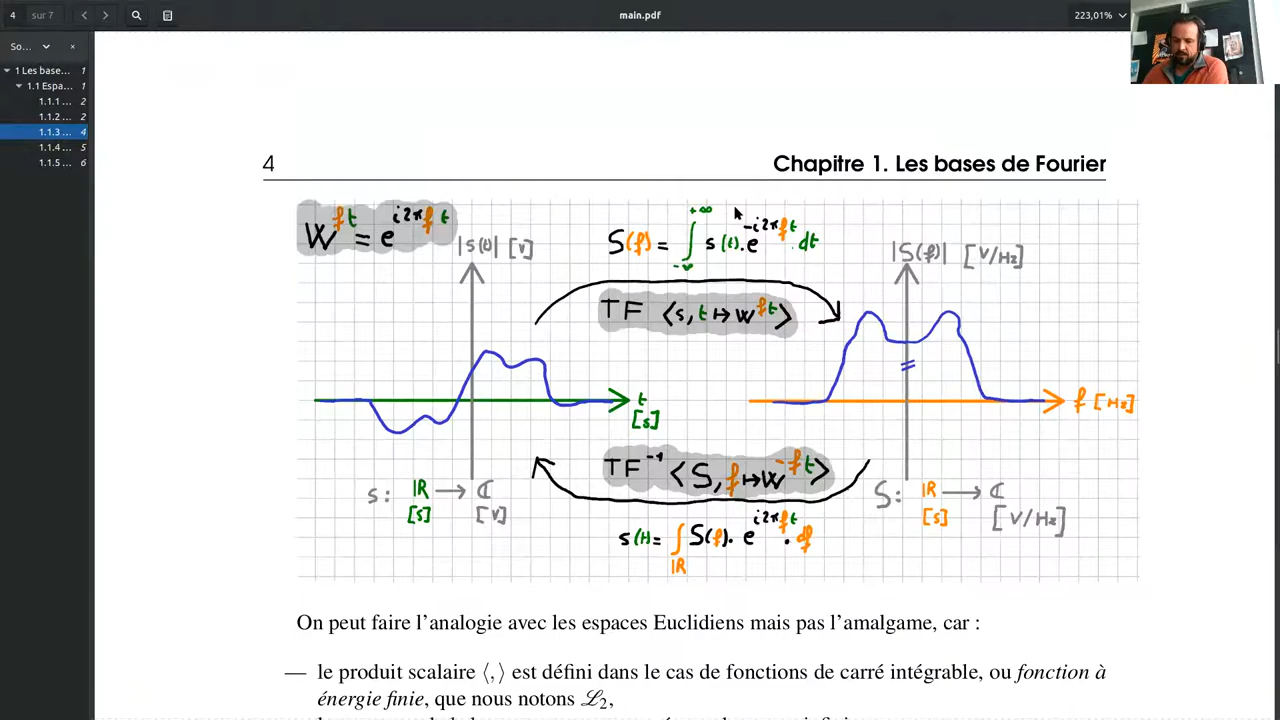 4 sur 7
main.pdf
223,01%
So...
1 Les base... 1
1.1 Espa... 1
1.1.1 ... 2
1.1.2 ... 2
1.1.3 ... 4
1.1.4 ... 5
1.1.5 ... 6
4 Chapitre 1. Les bases de Fourier
W^{ft} = e^{i2πft}
S(f) = ∫_{-∞}^{+∞} s(t).e^{-i2πft}.dt
|s(t)| [V]
|S(f)| [V/Hz]
TF ⟨s, t ↦ W^{ft}⟩
t
[s]
f [Hz]
TF^{-1} ⟨S, f ↦ W^{-ft}⟩
s : ℝ → ℂ
[s] [V]
S : ℝ → ℂ
[s] [V/Hz]
s(t) = ∫_ℝ S(f). e^{i2πft} . df
On peut faire l'analogie avec les espaces Euclidiens mais pas l'amalgame, car :
— le produit scalaire ⟨,⟩ est défini dans le cas de fonctions de carré intégrable, ou fonction à
énergie finie, que nous notons ℒ₂,